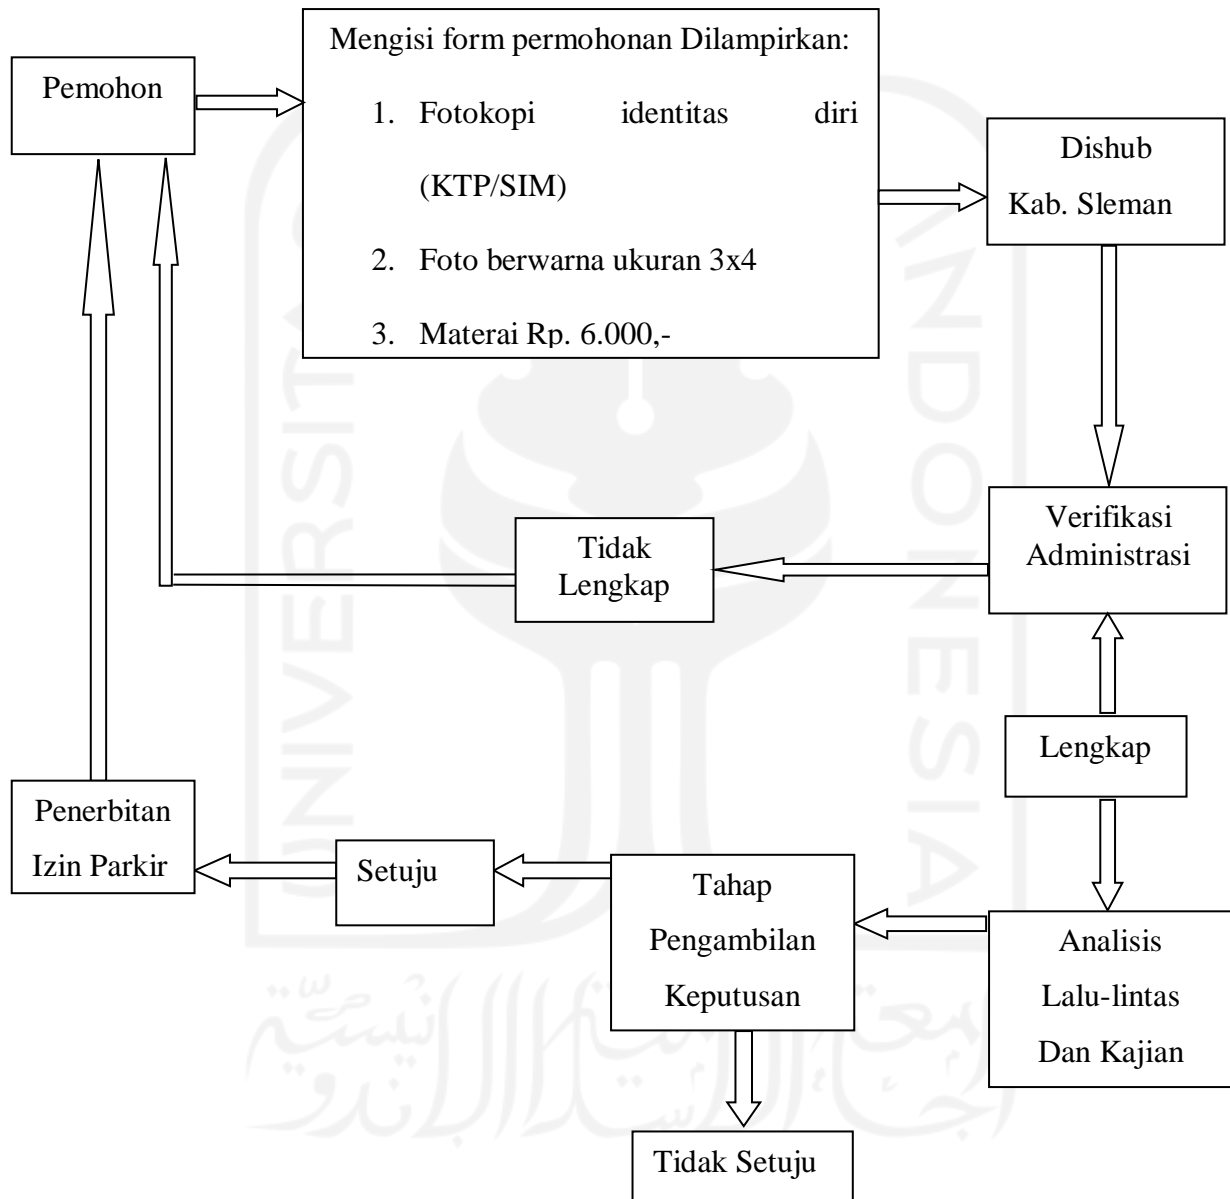 Mengisi form permohonan Dilampirkan:
Pemohon
1. Fotokopi identitas diri
(KTP/SIM)
2. Foto berwarna ukuran 3x4
3. Materai Rp. 6.000,-
Dishub
Kab. Sleman
Verifikasi
Administrasi
Tidak
Lengkap
Lengkap
Penerbitan
Izin Parkir
Setuju
Tahap
Pengambilan
Keputusan
Analisis
Lalu-lintas
Dan Kajian
Tidak Setuju